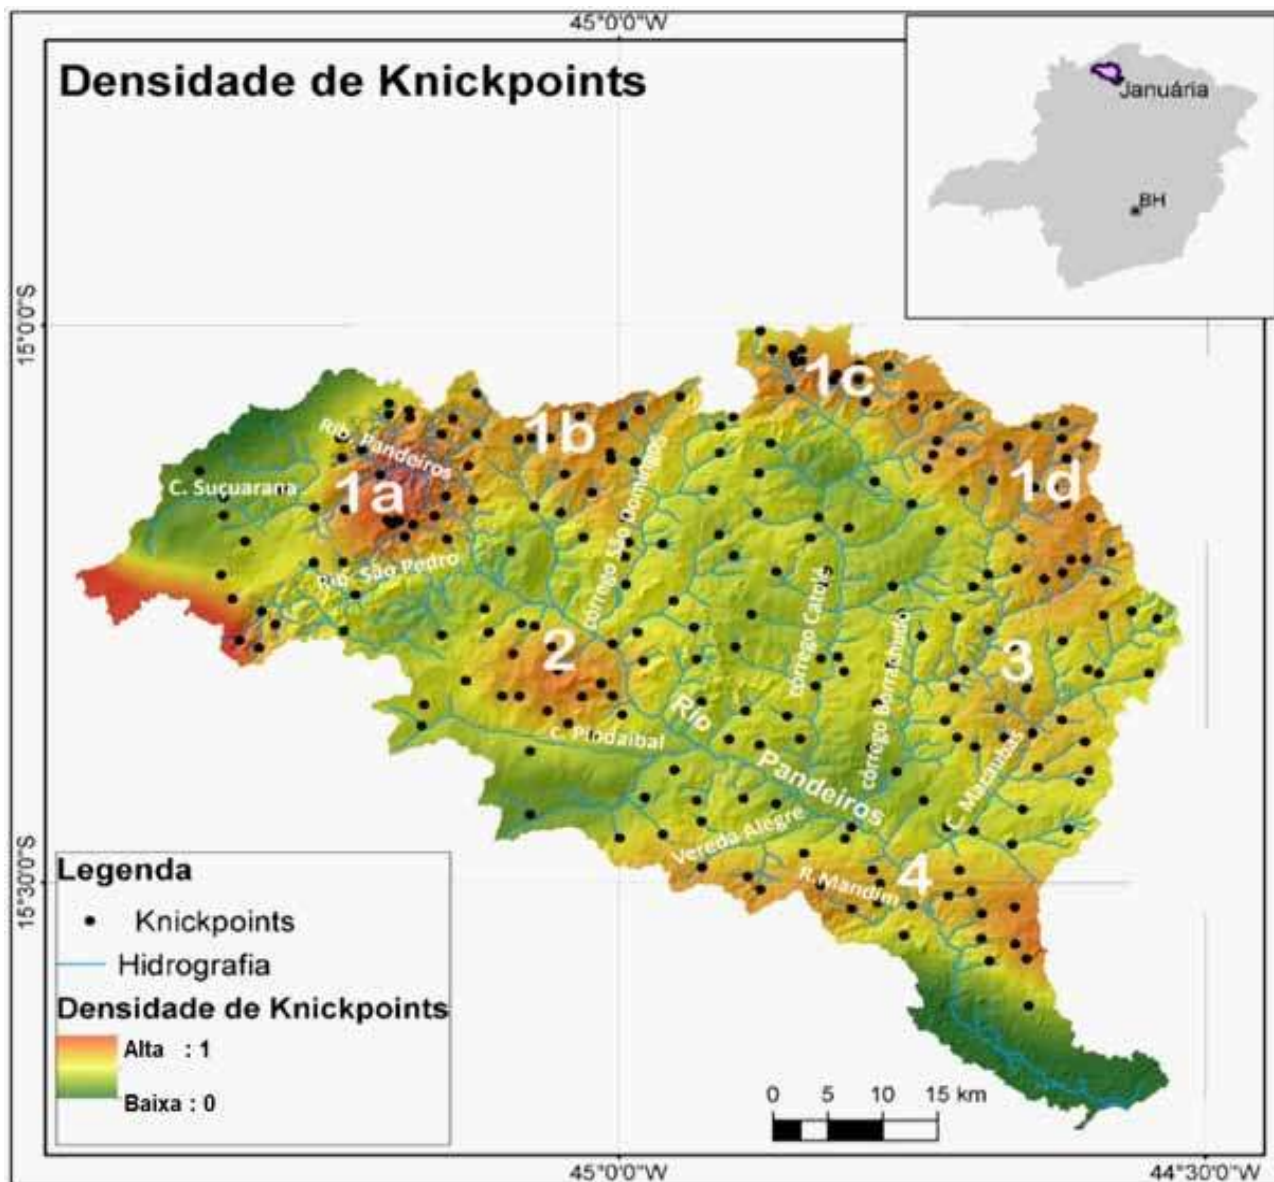 45°0'0"W
Densidade de Knickpoints
Januária
BH
15°0'0"S
1c
1b
Rib. Pandeiros
1a
C. Suçuarana
1d
córrego São Domingos
Rib. São Pedro
córrego Catolé
córrego Borrachudo
2
3
Rio
Pandeiros
C. Pindaibal
C. Macaubas
Vereda Alegre
R. Mandim
4
15°30'0"S
Legenda
Knickpoints
Hidrografia
Densidade de Knickpoints
Alta : 1
Baixa : 0
0 5 10 15 km
45°0'0"W
44°30'0"W